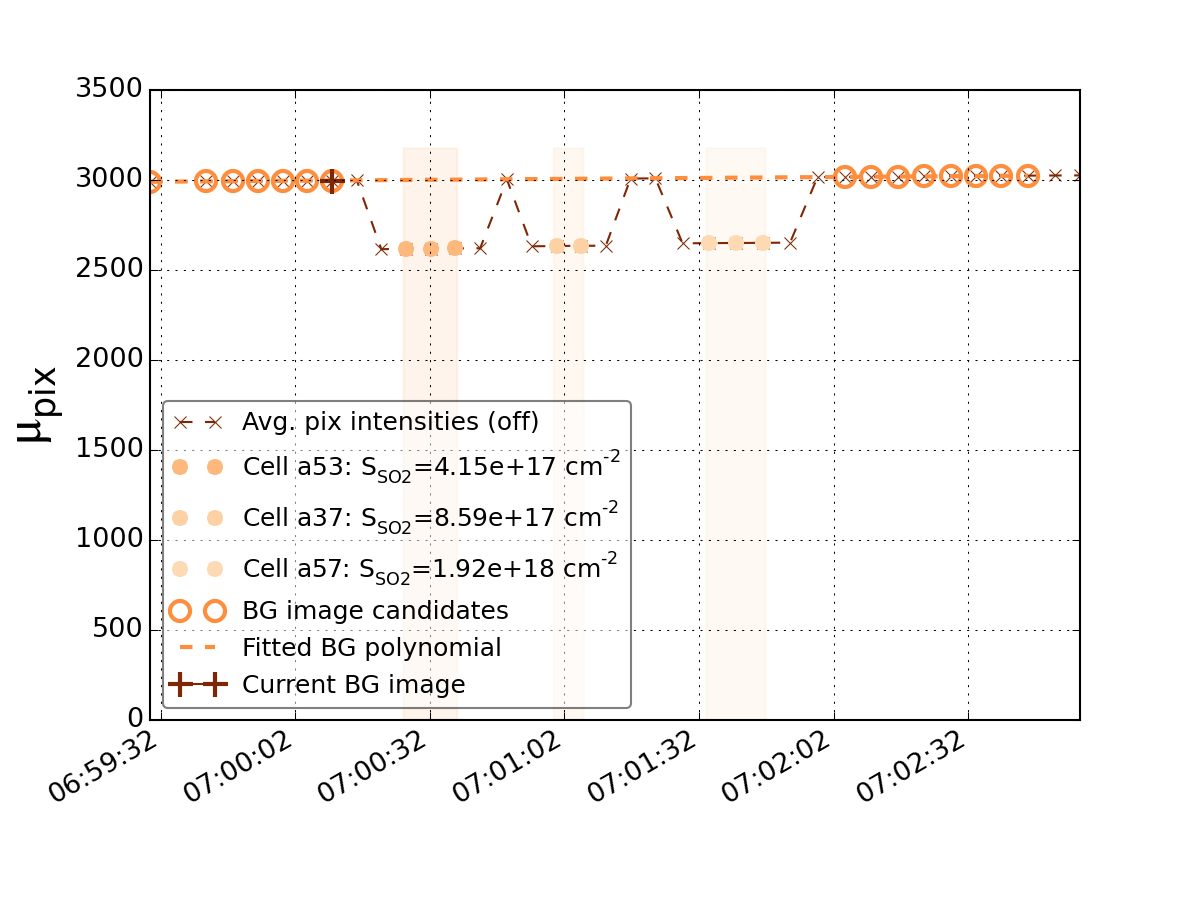 3500
3000
2500
2000
1500
1000
500
0
μpix
Avg. pix intensities (off)
Cell a53: SSO2=4.15e+17 cm-2
Cell a37: SSO2=8.59e+17 cm-2
Cell a57: SSO2=1.92e+18 cm-2
BG image candidates
Fitted BG polynomial
Current BG image
06:59:32
07:00:02
07:00:32
07:01:02
07:01:32
07:02:02
07:02:32